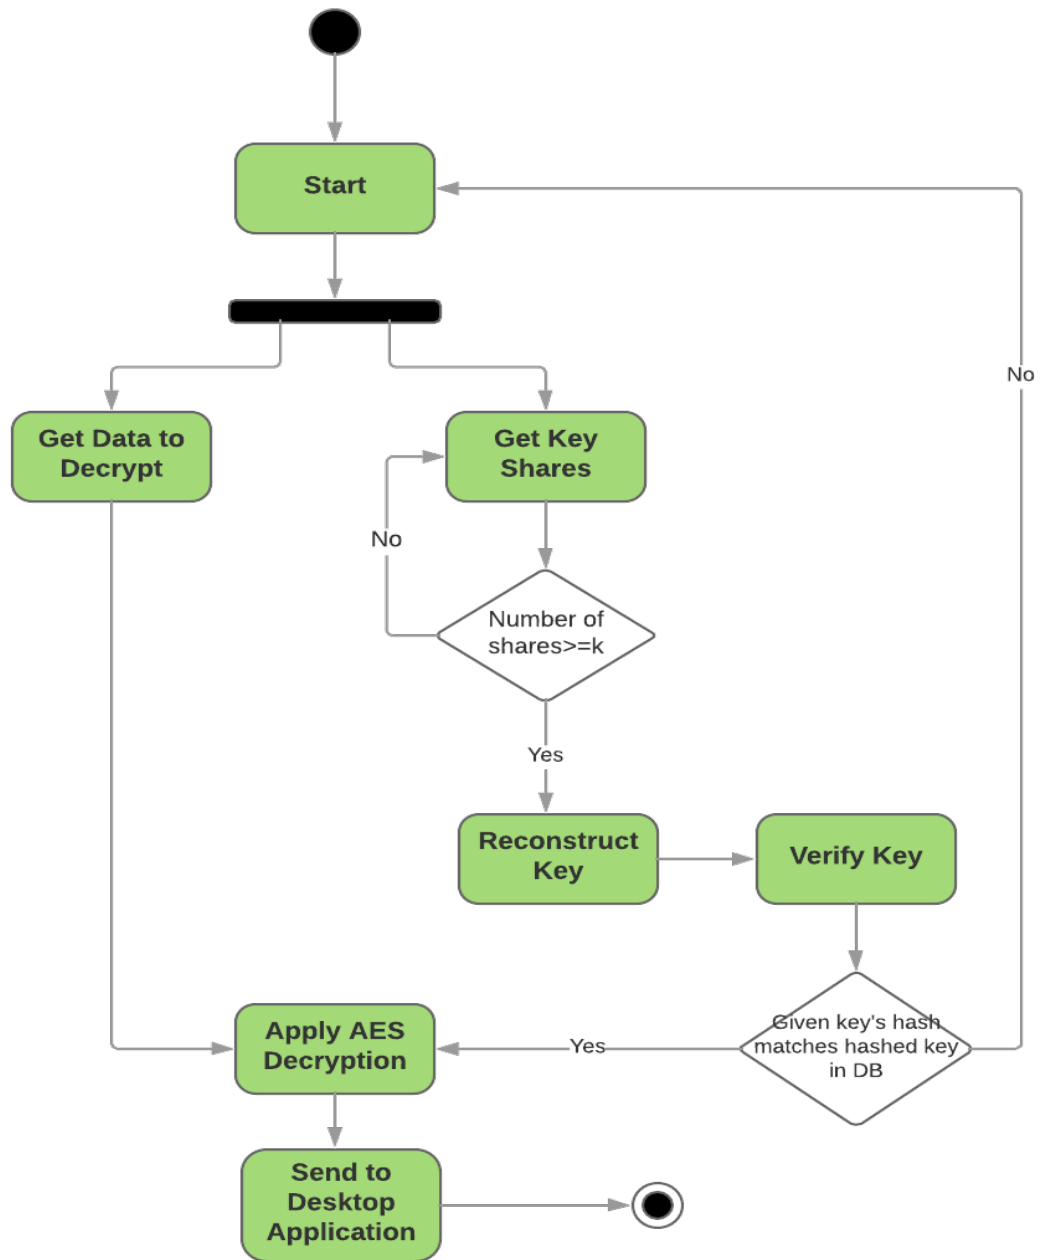 Start
No
Get Data to
Decrypt
Get Key
Shares
No
Number of
shares>=k
Yes
Reconstruct
Key
Verify Key
Apply AES
Decryption
Yes
Given key's hash
matches hashed key
in DB
Send to
Desktop
Application